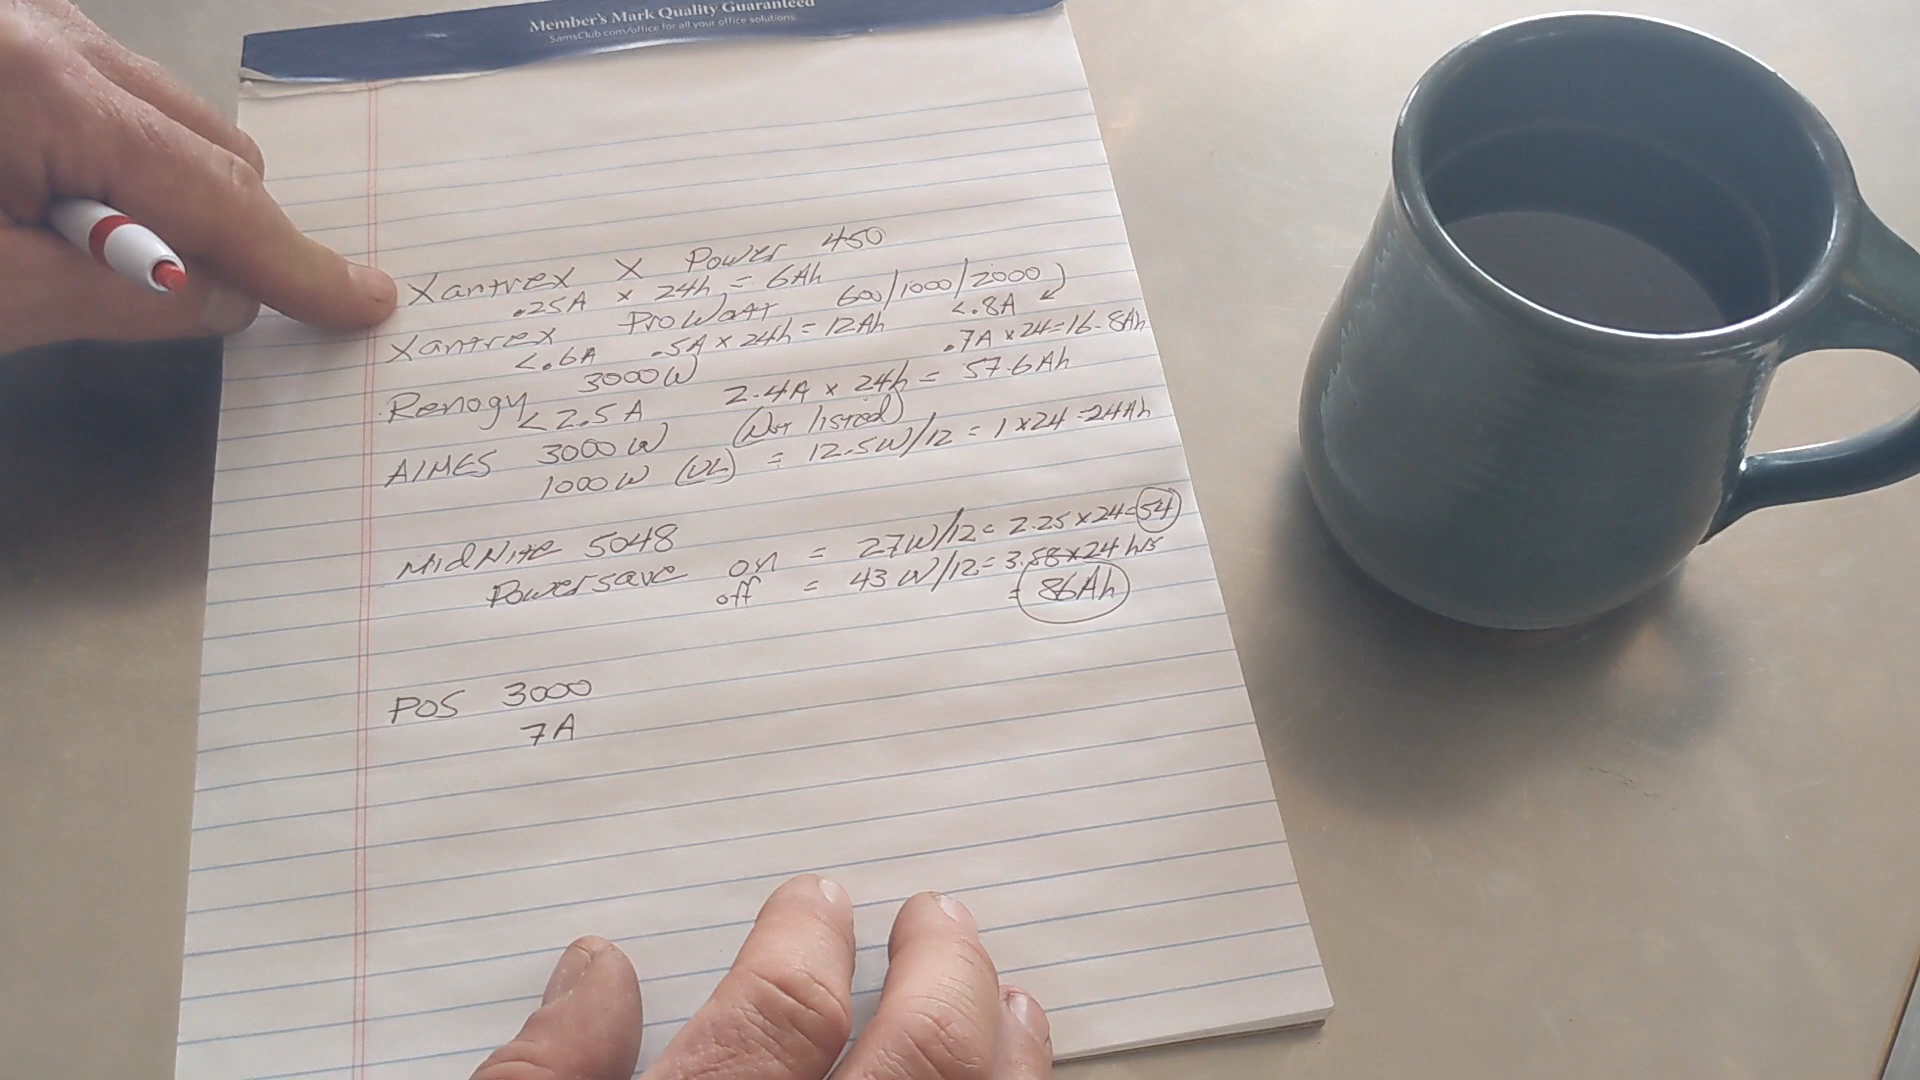 Member's Mark Quality Guaranteed
SamsClub.com/office for all your office solutions.
Xantrex X Power 450
.25A x 24h = 6Ah
Xantrex ProWatt 600/1000/2000
<.6A .5A x 24h = 12Ah <.8A
.7A x 24 = 16.8Ah
Renogy 3000W
<2.5A 2.4A x 24h = 57.6Ah
AIMES 3000W (Not listed)
1000W (UL) = 12.5W/12 = 1 x 24 = 24Ah
MidNite 5048
Powersave on = 27W/12 = 2.25 x 24 = 54
off = 43W/12 = 3.58 x 24 hrs
= 86Ah
POS 3000
7A